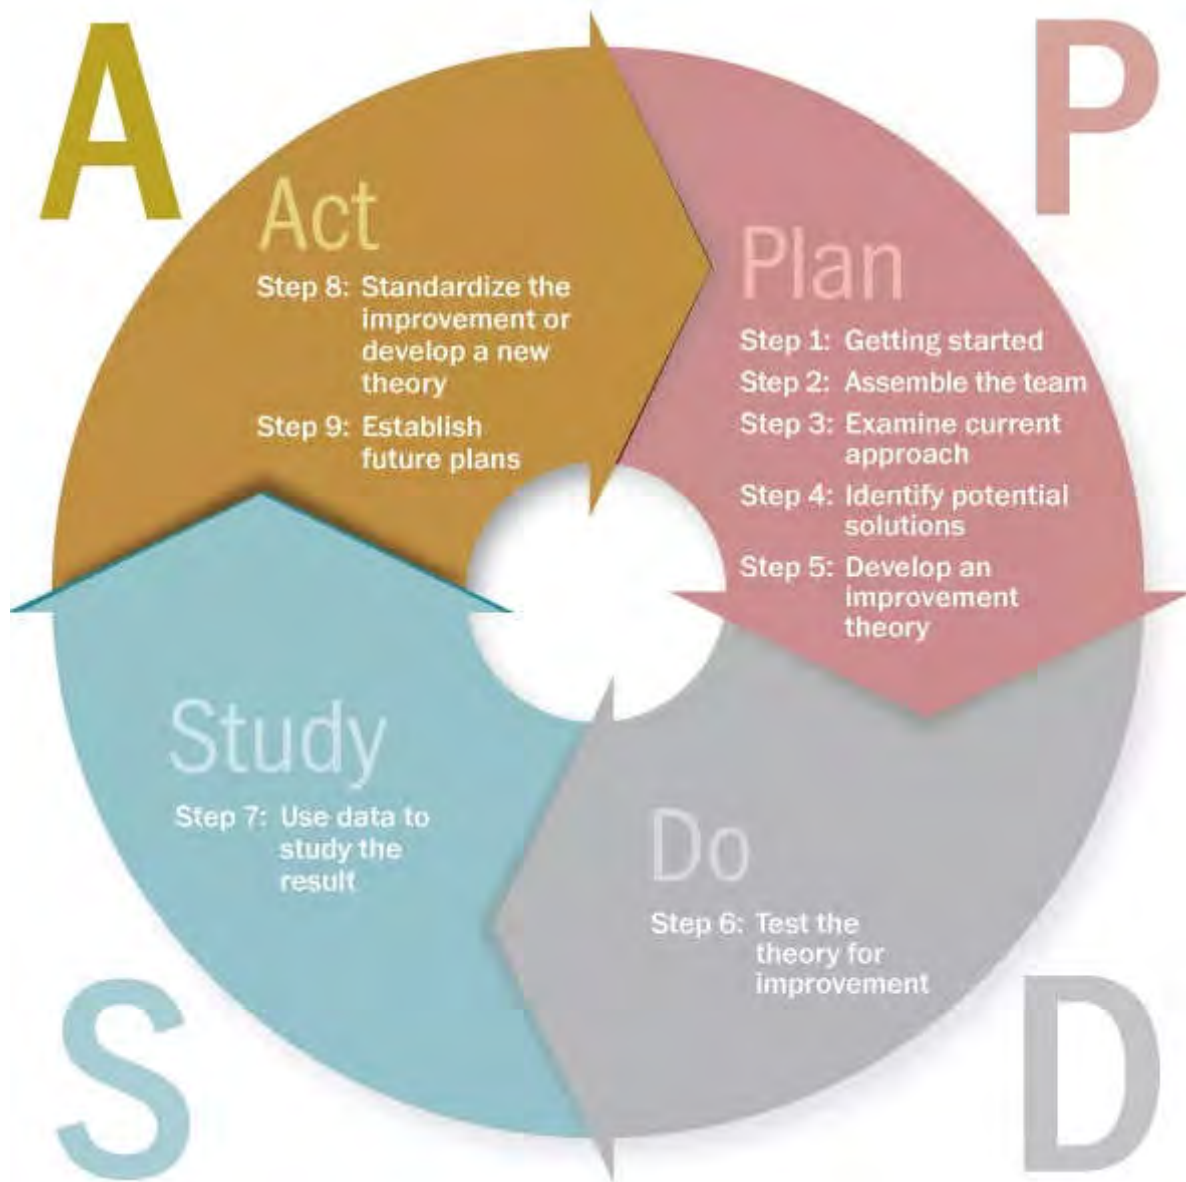 A
P
Act
Step 8: Standardize the
improvement or
develop a new
theory
Step 9: Establish
future plans
Plan
Step 1: Getting started
Step 2: Assemble the team
Step 3: Examine current
approach
Step 4: Identify potential
solutions
Step 5: Develop an
improvement
theory
Study
Step 7: Use data to
study the
result
Do
Step 6: Test the
theory for
improvement
S
D